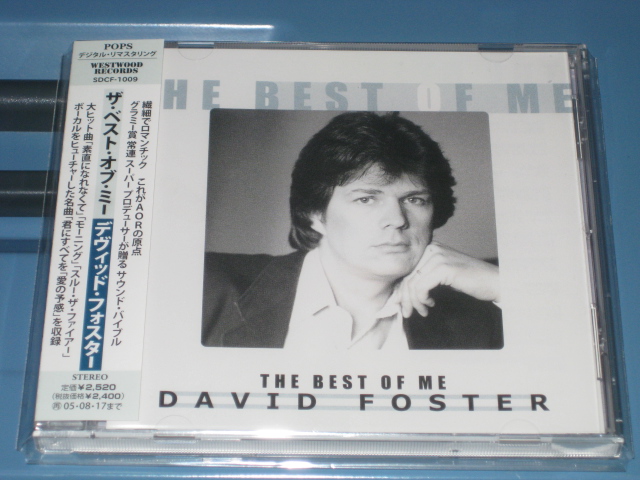 POPS
デジタル・リマスタリング
WESTWOOD
RECORDS
SDCF-1009
ザ・ベスト・オブ・ミー デヴィッド・フォスター
繊細でロマンチック これがAORの原点
グラミー賞 常連 スーパープロデューサーが贈る サウンド・バイブル
大ヒット曲「素直になれなくて」「モーニング」「スルー・ザ・ファイアー」
ボーカルをヒューチャーした名曲「君にすべてを」「愛の予感」を収録
STEREO
定価¥2,520
(税抜価格¥2,400)
再05・08・17まで
THE BEST OF ME
THE BEST OF ME
DAVID FOSTER